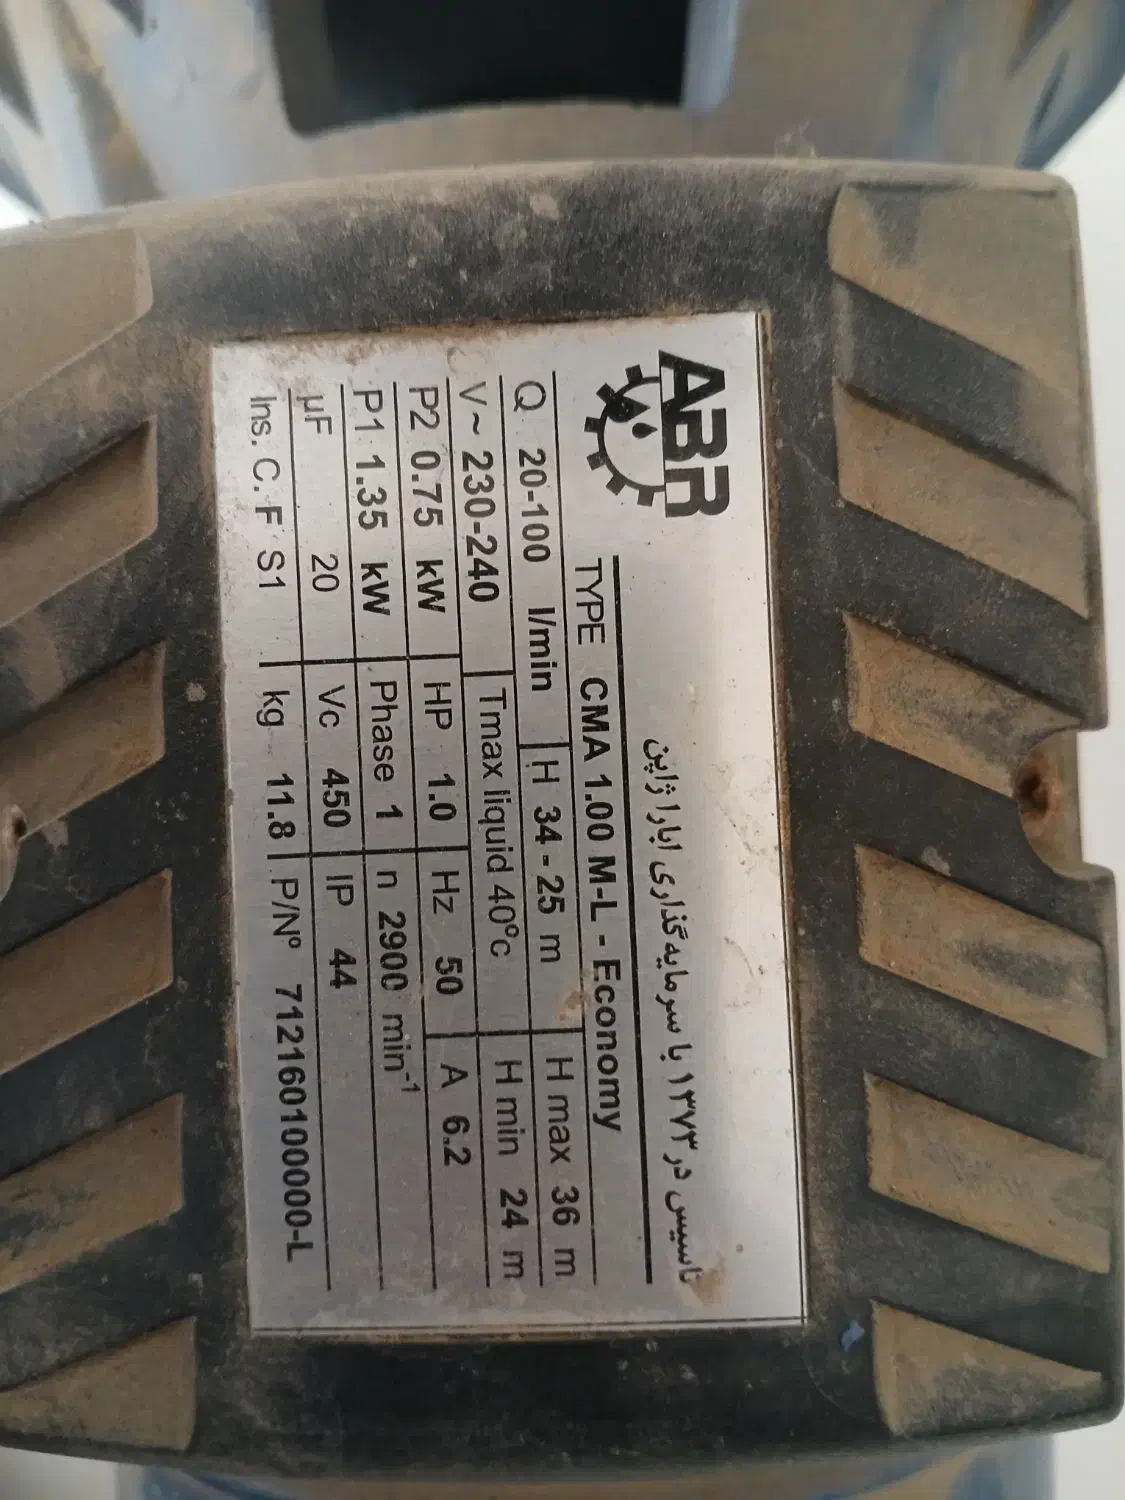 ABR
تاسیس در ۱۳۷۳ با سرمایه گذاری ابارا ژاپن
TYPE CMA 1.00 M-L - Economy
Q 20-100 l/min H 34-25 m H max 36 m
V~ 230-240 Tmax liquid 40°c H min 24 m
P2 0.75 kW HP 1.0 Hz 50 A 6.2
P1 1.35 kW Phase 1 n 2900 min-1
µF 20 Vc 450 IP 44
Ins. C. F S1 kg 11.8 P/N° 712160100000-L